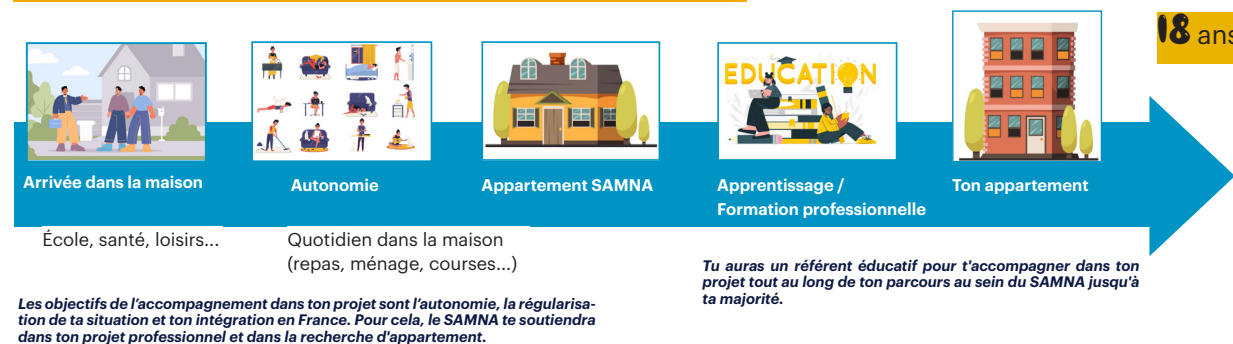 18 ans
EDUCATION
Arrivée dans la maison
Autonomie
Appartement SAMNA
Apprentissage /
Formation professionnelle
Ton appartement
École, santé, loisirs...
Quotidien dans la maison
(repas, ménage, courses...)
Tu auras un référent éducatif pour t'accompagner dans ton
projet tout au long de ton parcours au sein du SAMNA jusqu'à
ta majorité.
Les objectifs de l’accompagnement dans ton projet sont l’autonomie, la régularisa-
tion de ta situation et ton intégration en France. Pour cela, le SAMNA te soutiendra
dans ton projet professionnel et dans la recherche d'appartement.